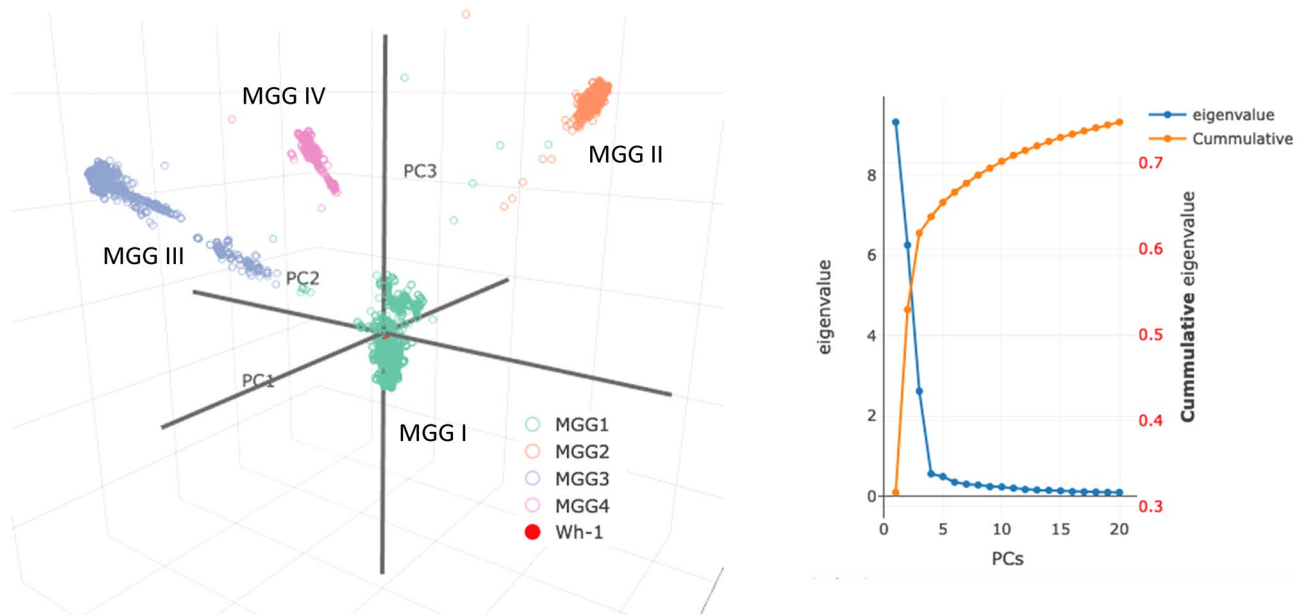 MGG IV
MGG II
PC3
MGG III
PC2
PC1
MGG I
MGG1
MGG2
MGG3
MGG4
Wh-1
eigenvalue
Cummulative
8
6
4
2
0
eigenvalue
0.7
0.6
0.5
0.4
0.3
Cummulative eigenvalue
0 5 10 15 20
PCs